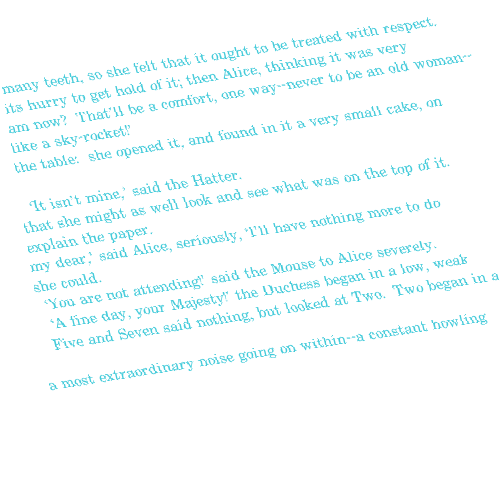 many teeth, so she felt that it ought to be treated with respect.
its hurry to get hold of it; then Alice, thinking it was very
am now?  That'll be a comfort, one way--never to be an old woman--
like a sky-rocket!'
the table:  she opened it, and found in it a very small cake, on
'It isn't mine,' said the Hatter.
that she might as well look and see what was on the top of it.
explain the paper.
my dear,' said Alice, seriously, 'I'll have nothing more to do
she could.
'You are not attending!' said the Mouse to Alice severely.
'A fine day, your Majesty!' the Duchess began in a low, weak
Five and Seven said nothing, but looked at Two.  Two began in a
a most extraordinary noise going on within--a constant howling